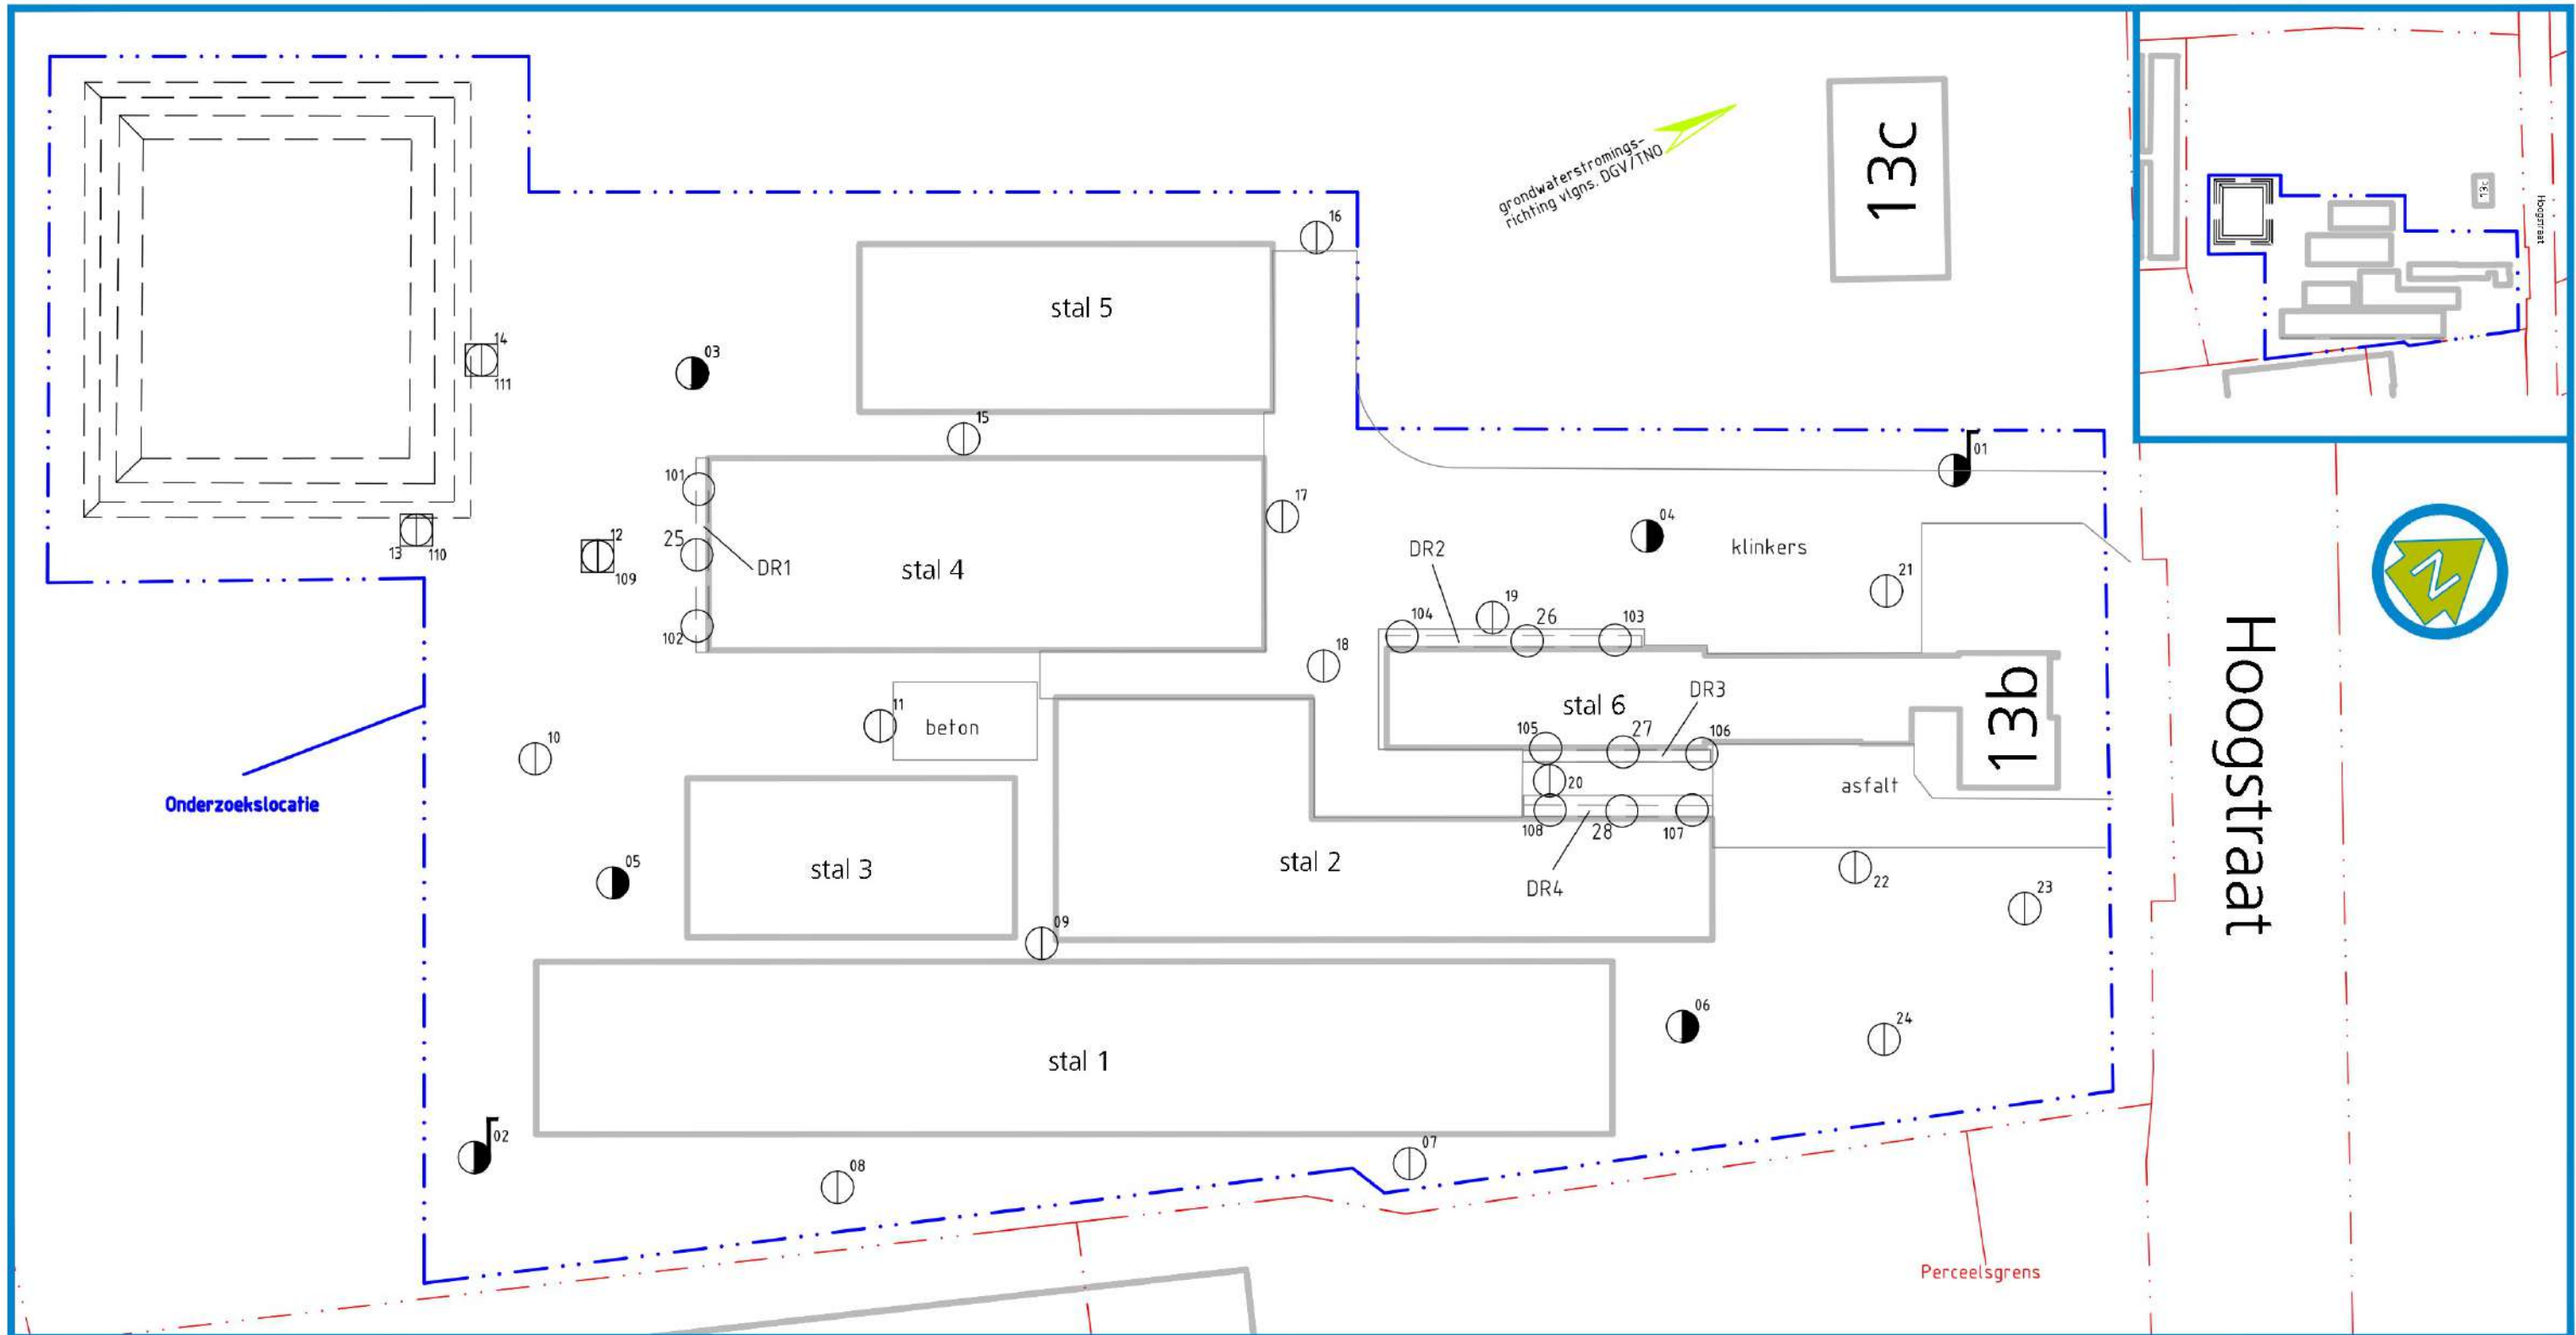 grondwaterstromings-
richting vlgns. DGV/TNO
13c
13c
Hoogstraat
16
stal 5
14
111
03
15
01
101
17
04
25
12
109
13
110
DR1
stal 4
DR2
klinkers
21
102
104
19
26
103
18
stal 6
DR3
13b
Hoogstraat
11
beton
10
105
27
106
20
asfalt
Onderzoekslocatie
108
28
107
05
stal 3
stal 2
DR4
22
23
09
06
24
stal 1
02
07
08
Perceelsgrens
N